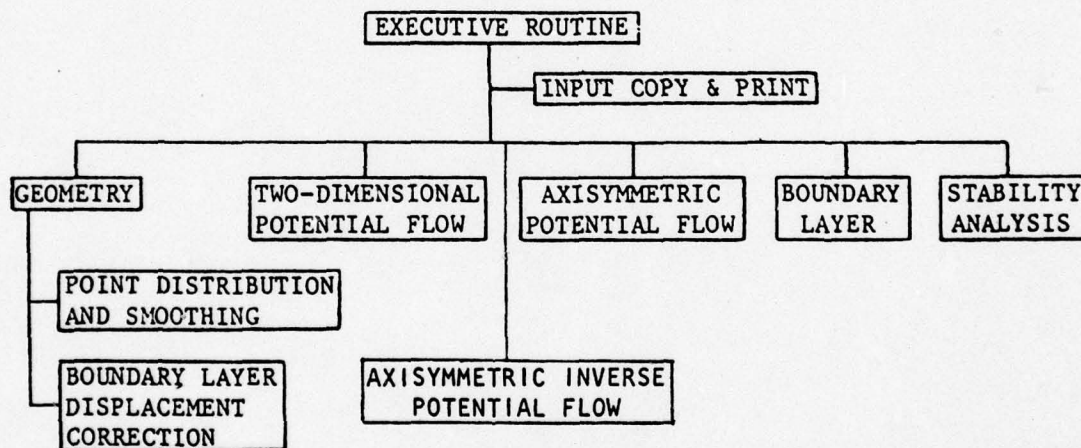 EXECUTIVE ROUTINE
INPUT COPY & PRINT
GEOMETRY
TWO-DIMENSIONAL
POTENTIAL FLOW
AXISYMMETRIC
POTENTIAL FLOW
BOUNDARY
LAYER
STABILITY
ANALYSIS
POINT DISTRIBUTION
AND SMOOTHING
BOUNDARY LAYER
DISPLACEMENT
CORRECTION
AXISYMMETRIC INVERSE
POTENTIAL FLOW